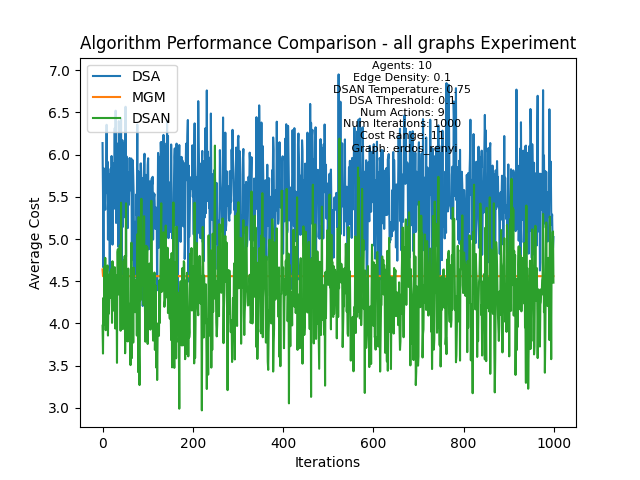 Algorithm Performance Comparison - all graphs Experiment
DSA
MGM
DSAN
Agents: 10
Edge Density: 0.1
DSAN Temperature: 0.75
DSA Threshold: 0.1
Num Actions: 9
Num Iterations: 1000
Cost Range: 11
Graph: erdos_renyi
7.0
6.5
6.0
5.5
5.0
4.5
4.0
3.5
3.0
Average Cost
0 200 400 600 800 1000
Iterations